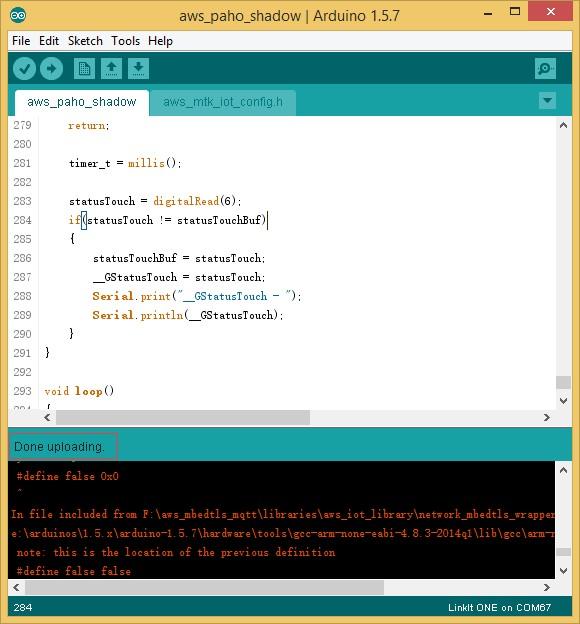 aws_paho_shadow | Arduino 1.5.7
File Edit Sketch Tools Help
aws_paho_shadow aws_mtk_iot_config.h
279 return;
280
281 timer_t = millis();
282
283 statusTouch = digitalRead(6);
284 if(statusTouch != statusTouchBuf)
285 {
286 statusTouchBuf = statusTouch;
287 __GStatusTouch = statusTouch;
288 Serial.print("__GStatusTouch - ");
289 Serial.println(__GStatusTouch);
290 }
291 }
292
293 void loop()
Done uploading.
#define false 0x0
^
In file included from F:\aws_mbedtls_mqtt\libraries\aws_iot_library\network_mbedtls_wrapper
e:\arduinos\1.5.x\arduino-1.5.7\hardware\tools\gcc-arm-none-eabi-4.8.3-2014q1\lib\gcc\arm-n
note: this is the location of the previous definition
#define false false
284 LinkIt ONE on COM67